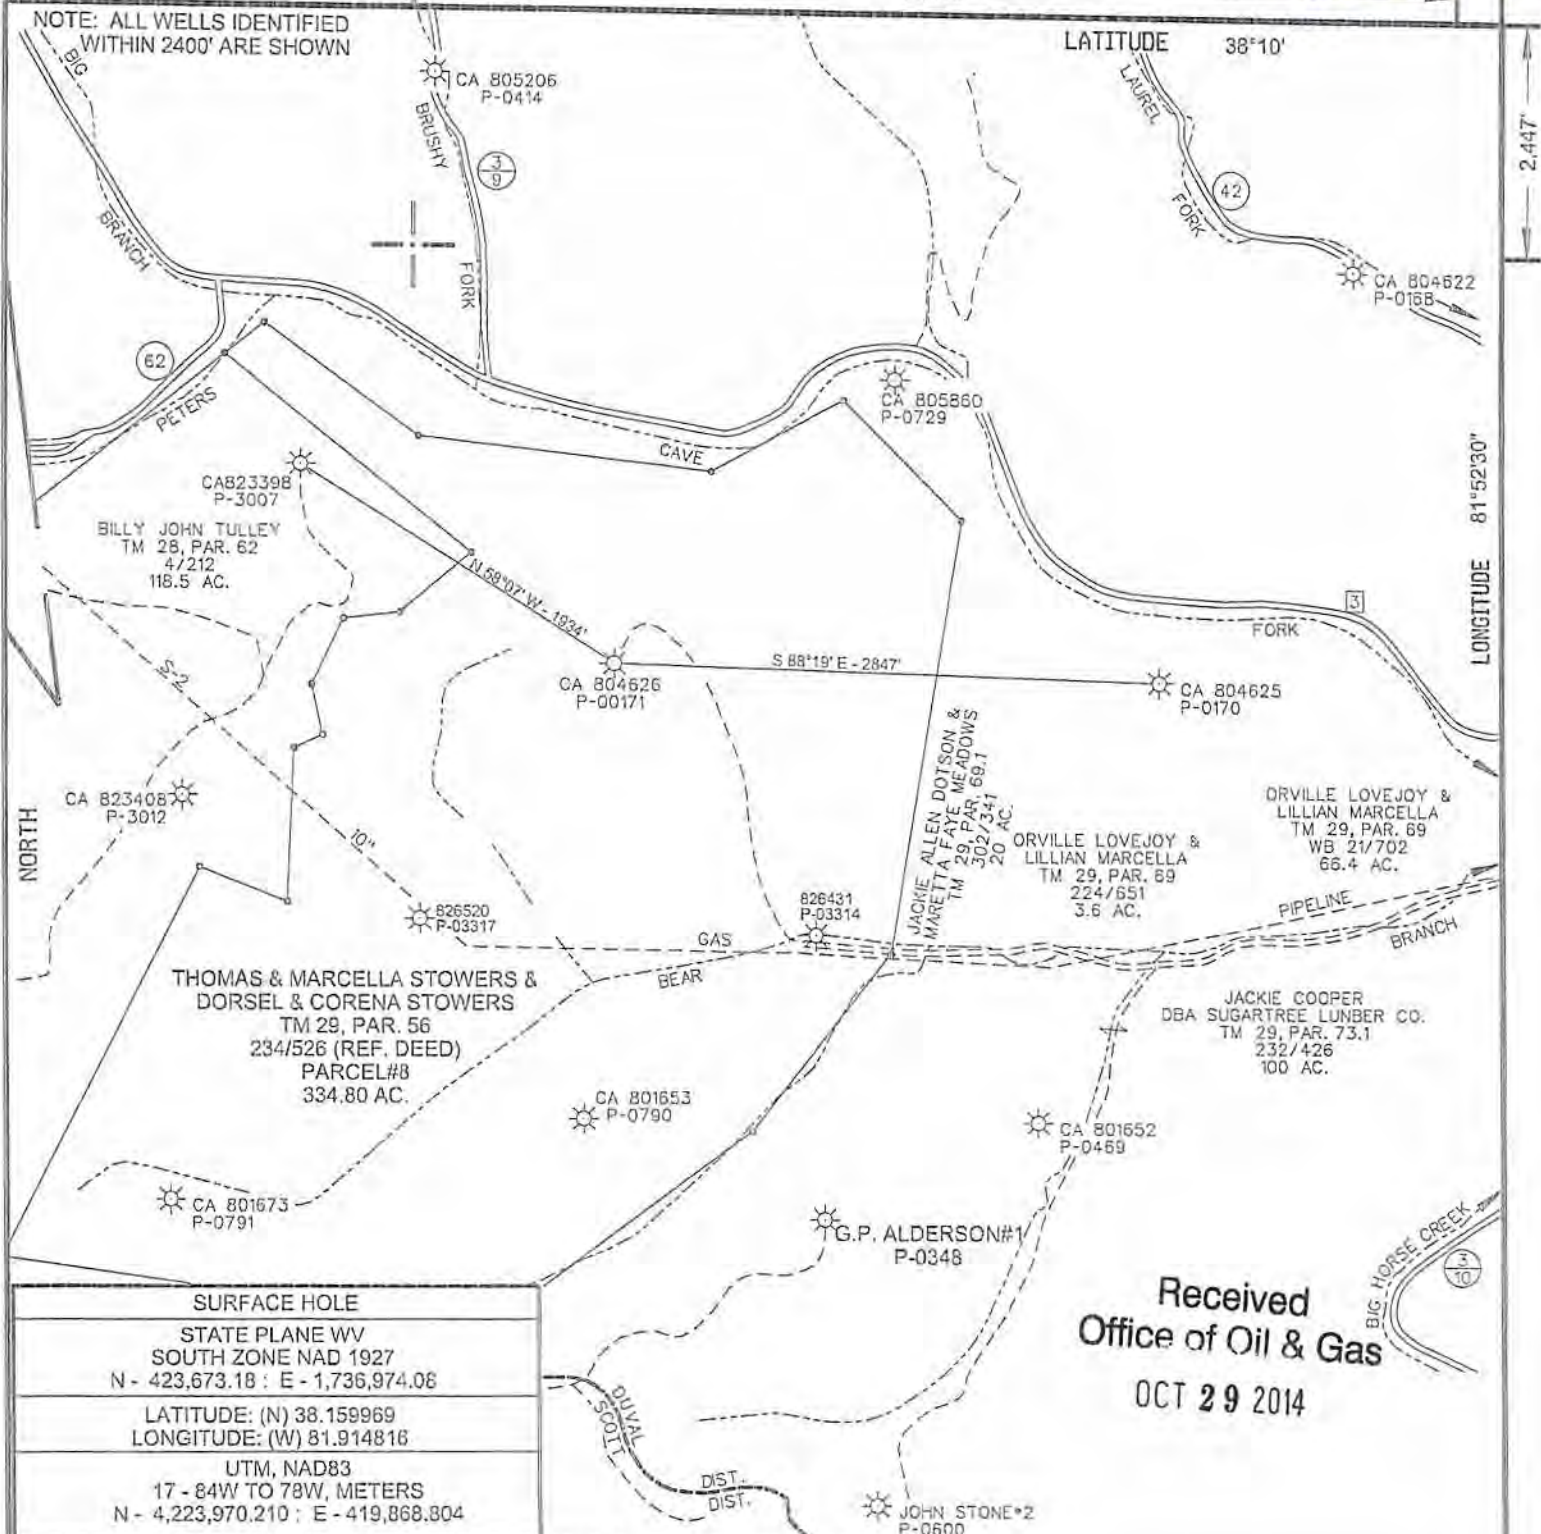 NOTE: ALL WELLS IDENTIFIED
WITHIN 2400' ARE SHOWN
LATITUDE 38°10'
2.447'
BIG
BRANCH
CA 805206
P-0414
BRUSHY
FORK
3
9
LAUREL
FORK
42
CA 804622
P-0168
62
PETERS
CAVE
CA 805860
P-0729
CA823398
P-3007
BILLY JOHN TULLEY
TM 28, PAR. 62
4/212
118.5 AC.
N 58°07' W - 1934'
S 88°19' E - 2847'
3
FORK
LONGITUDE 81°52'30"
S-2
CA 804626
P-00171
CA 804625
P-0170
CA 823408
P-3012
NORTH
10"
826520
P-03317
826431
P-03314
JACKIE ALLEN DOTSON &
MARETTA FAYE MEADOWS
TM 29, PAR. 69.1
302/341
20 AC.
ORVILLE LOVEJOY &
LILLIAN MARCELLA
TM 29, PAR. 69
224/651
3.6 AC.
ORVILLE LOVEJOY &
LILLIAN MARCELLA
TM 29, PAR. 69
WB 21/702
66.4 AC.
GAS
PIPELINE
BEAR
BRANCH
THOMAS & MARCELLA STOWERS &
DORSEL & CORENA STOWERS
TM 29, PAR. 56
234/526 (REF. DEED)
PARCEL#8
334.80 AC.
JACKIE COOPER
DBA SUGARTREE LUNBER CO.
TM 29, PAR. 73.1
232/426
100 AC.
CA 801653
P-0790
CA 801652
P-0469
CA 801673
P-0791
G.P. ALDERSON#1
P-0348
BIG HORSE CREEK
3
10
Received
Office of Oil & Gas
OCT 29 2014
SURFACE HOLE
STATE PLANE WV
SOUTH ZONE NAD 1927
N - 423,673.18 : E - 1,736,974.06
LATITUDE: (N) 38.159969
LONGITUDE: (W) 81.914816
UTM, NAD83
17 - 84W TO 78W, METERS
N - 4,223,970.210 : E - 419,868.804
DUVAL
SCOTT
DIST.
DIST.
JOHN STONE#2
P-0600